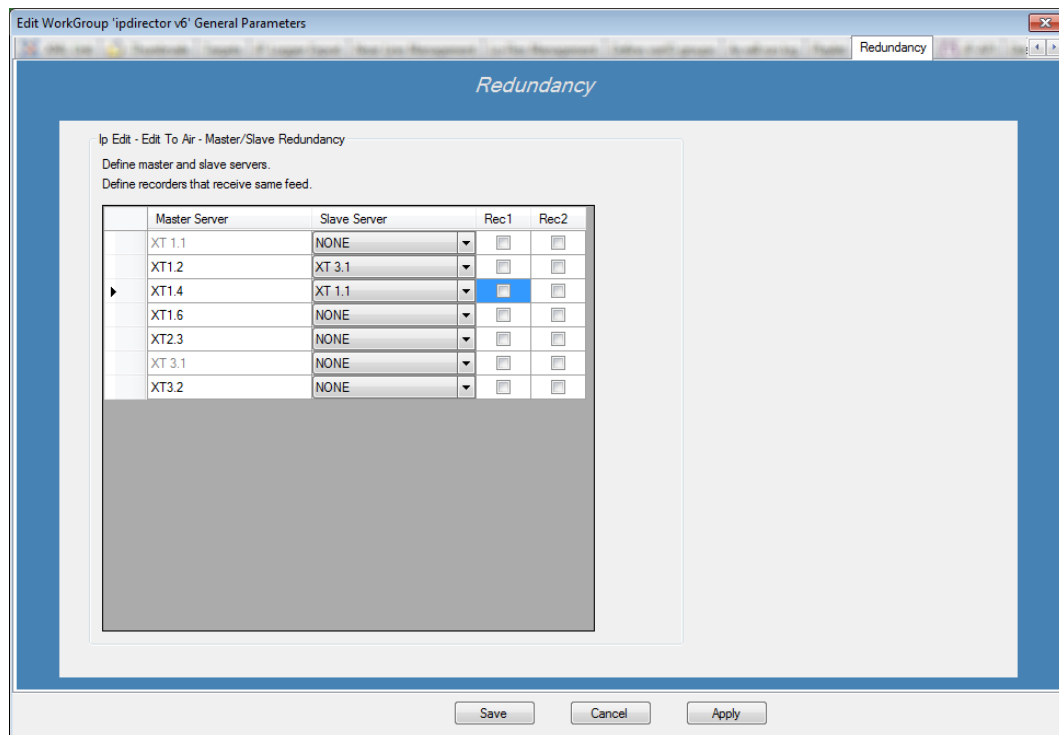 Edit WorkGroup 'ipdirector v6' General Parameters
Redundancy
Redundancy
Ip Edit - Edit To Air - Master/Slave Redundancy
Define master and slave servers.
Define recorders that receive same feed.
Master Server Slave Server Rec1 Rec2
XT 1.1 NONE
XT1.2 XT 3.1
XT1.4 XT 1.1
XT1.6 NONE
XT2.3 NONE
XT 3.1 NONE
XT3.2 NONE
Save Cancel Apply